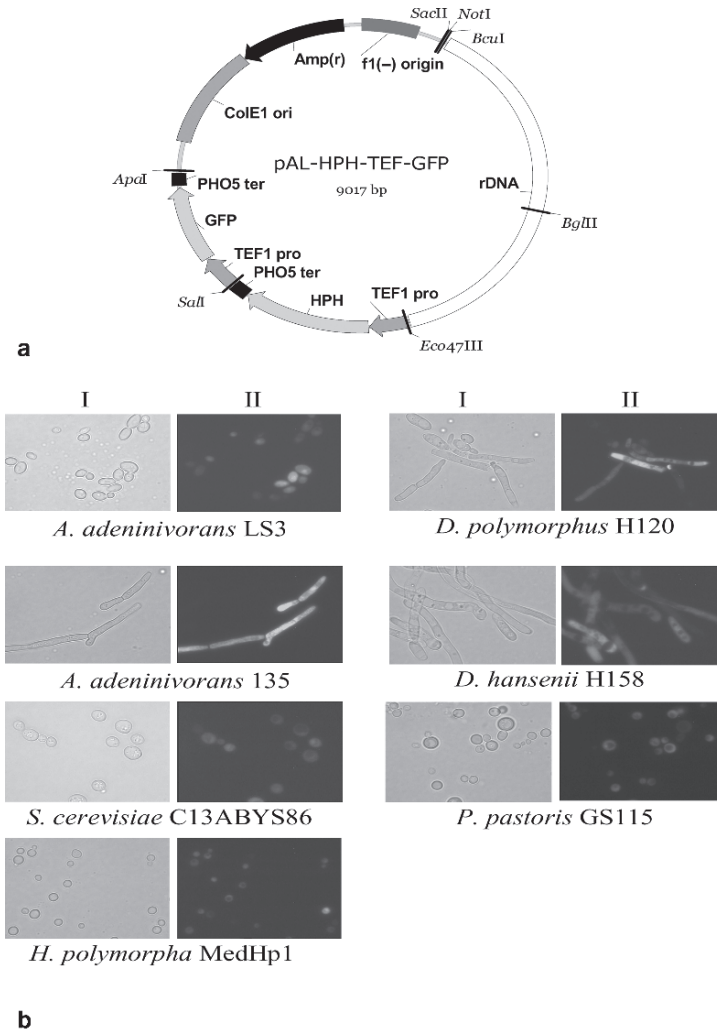 SacII NotI
BcuI
Amp(r)
f1(–) origin
ColE1 ori
pAL-HPH-TEF-GFP
9017 bp
ApaI
PHO5 ter
rDNA
GFP
BglII
TEF1 pro
PHO5 ter
SalI
HPH
TEF1 pro
Eco47III
a
I II I II
A. adeninivorans LS3
D. polymorphus H120
A. adeninivorans 135
D. hansenii H158
S. cerevisiae C13ABYS86
P. pastoris GS115
H. polymorpha MedHp1
b